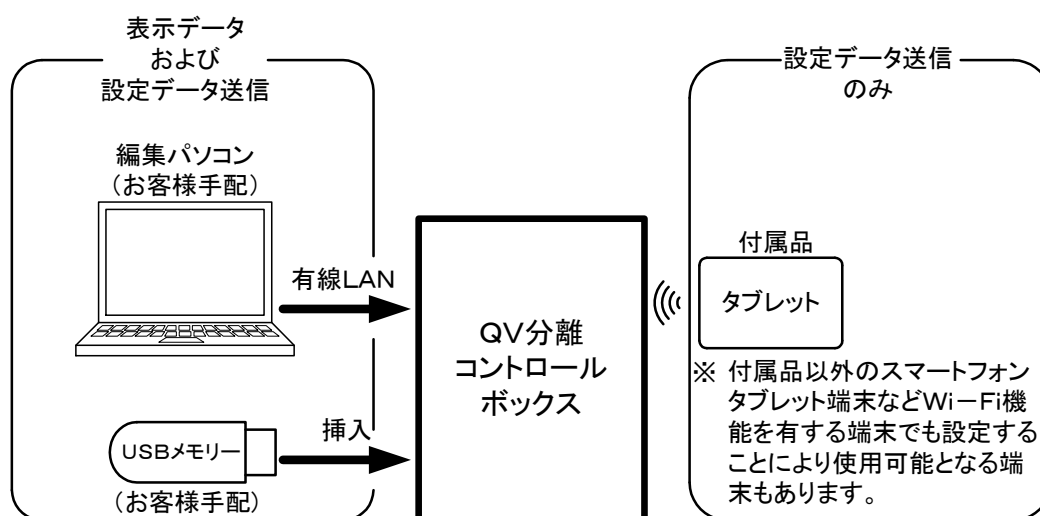 表示データ
および
設定データ送信
編集パソコン
（お客様手配）
有線LAN
USBメモリー
（お客様手配）
挿入
QV分離
コントロール
ボックス
設定データ送信
のみ
付属品
タブレット
※ 付属品以外のスマートフォン
タブレット端末などWi－Fi機
能を有する端末でも設定する
ことにより使用可能となる端
末もあります。